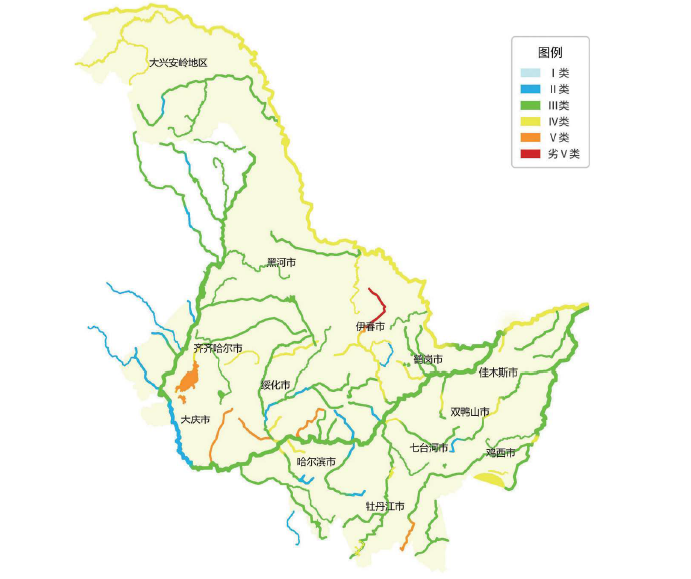 图例
Ⅰ类
Ⅱ类
Ⅲ类
Ⅳ类
Ⅴ类
劣Ⅴ类
大兴安岭地区
黑河市
伊春市
齐齐哈尔市
鹤岗市
佳木斯市
绥化市
双鸭山市
大庆市
七台河市
鸡西市
哈尔滨市
牡丹江市